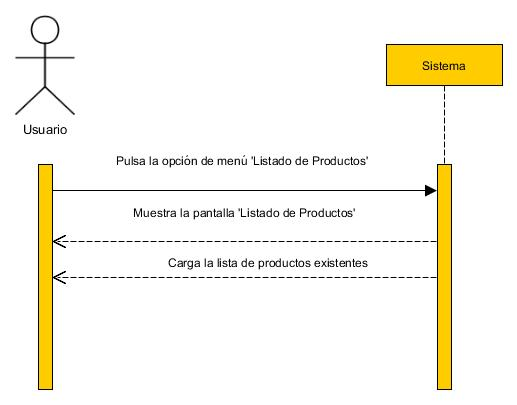 Sistema
Usuario
Pulsa la opción de menú 'Listado de Productos'
Muestra la pantalla 'Listado de Productos'
Carga la lista de productos existentes